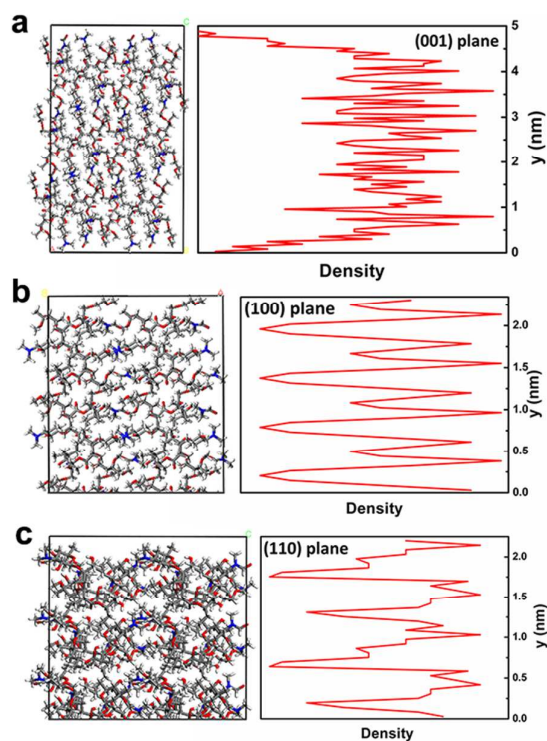 a
(001) plane
5
4
3
2
1
0
y (nm)
Density
b
(100) plane
2.0
1.5
1.0
0.5
0.0
y (nm)
Density
c
(110) plane
2.0
1.5
1.0
0.5
0.0
y (nm)
Density